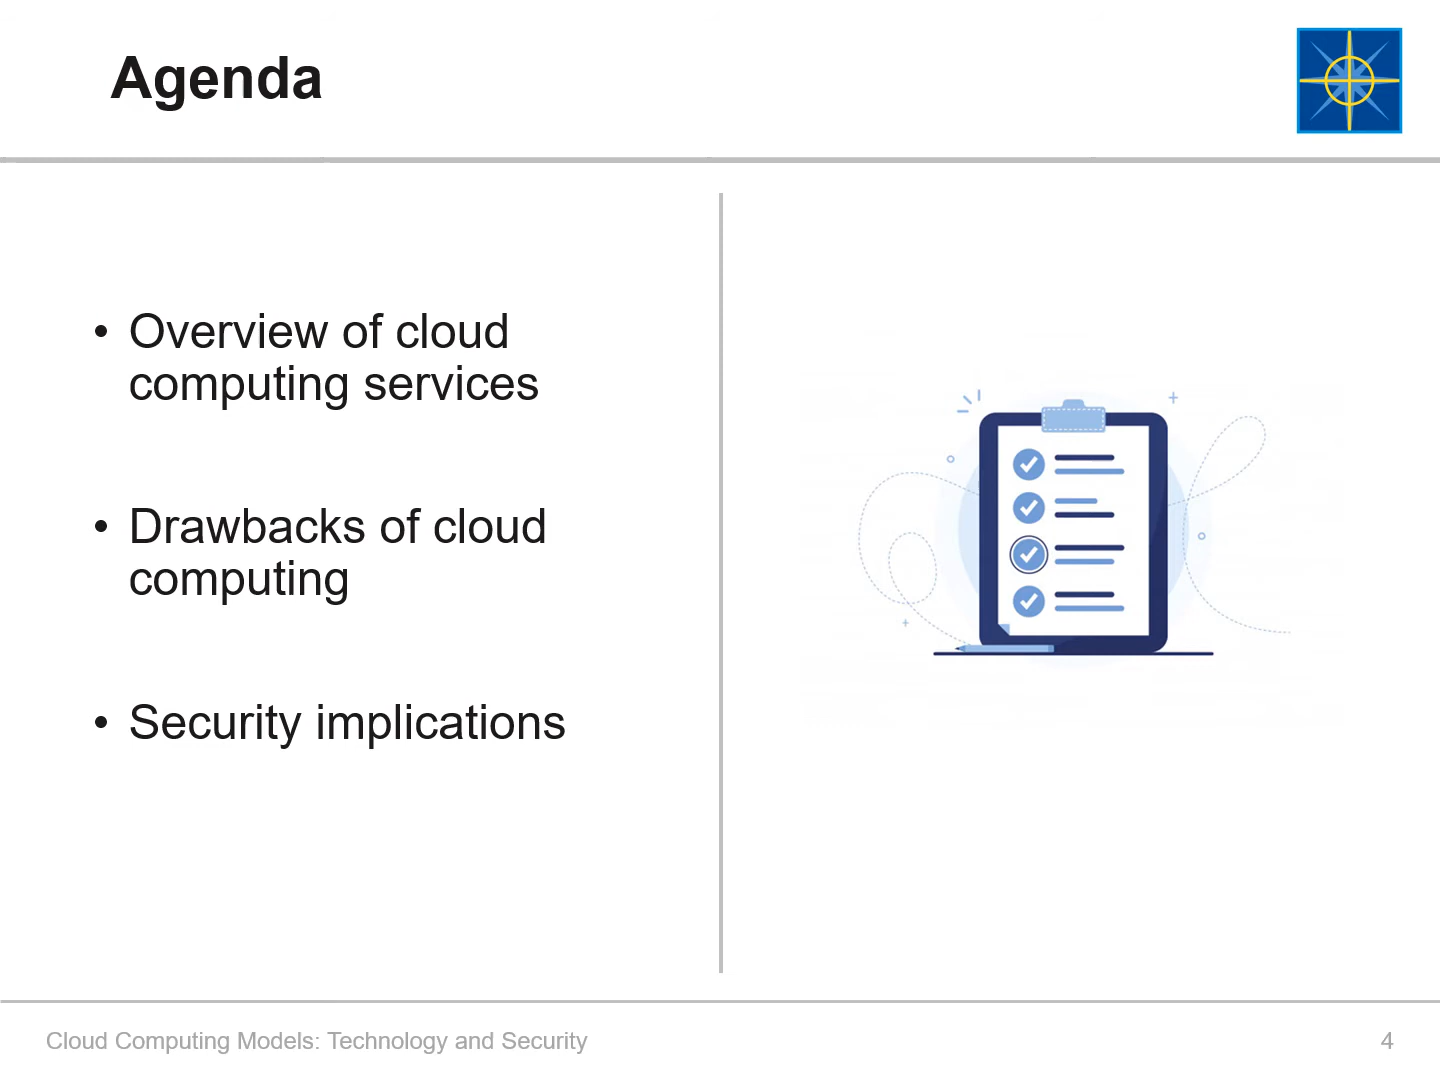 Agenda
• Overview of cloud
computing services
• Drawbacks of cloud
computing
• Security implications
Cloud Computing Models: Technology and Security
4